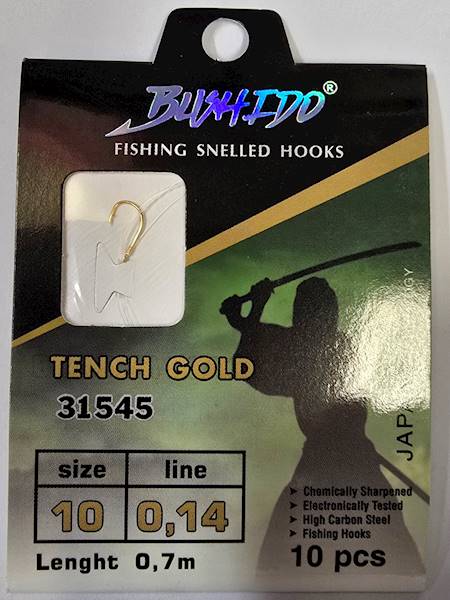 BUSHIDO®
FISHING SNELLED HOOKS
TENCH GOLD
31545
size line
10 0,14
Lenght 0,7m
Chemically Sharpened
Electronically Tested
High Carbon Steel
Fishing Hooks
10 pcs